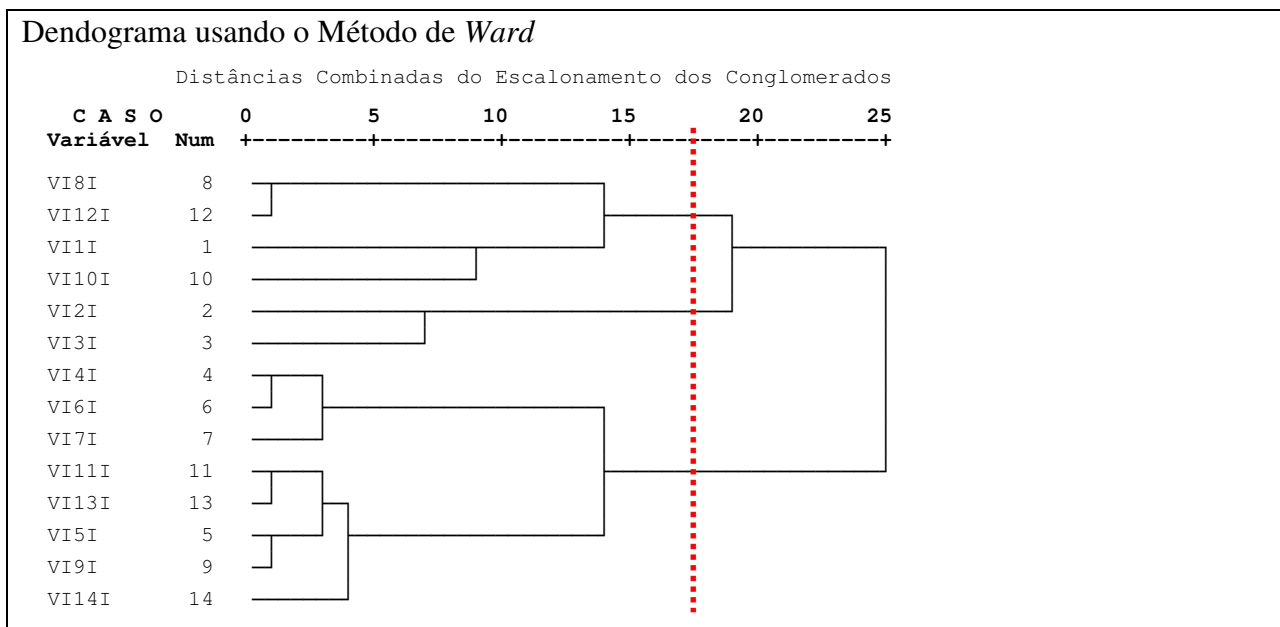 Dendograma usando o Método de Ward
Distâncias Combinadas do Escalonamento dos Conglomerados
C A S O 0 5 10 15 20 25
Variável Num +---------+---------+---------+---------+---------+
VI8I 8
VI12I 12
VI1I 1
VI10I 10
VI2I 2
VI3I 3
VI4I 4
VI6I 6
VI7I 7
VI11I 11
VI13I 13
VI5I 5
VI9I 9
VI14I 14